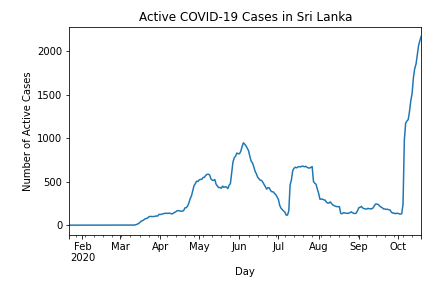 Active COVID-19 Cases in Sri Lanka
Number of Active Cases
2000
1500
1000
500
0
Feb Mar Apr May Jun Jul Aug Sep Oct
2020
Day